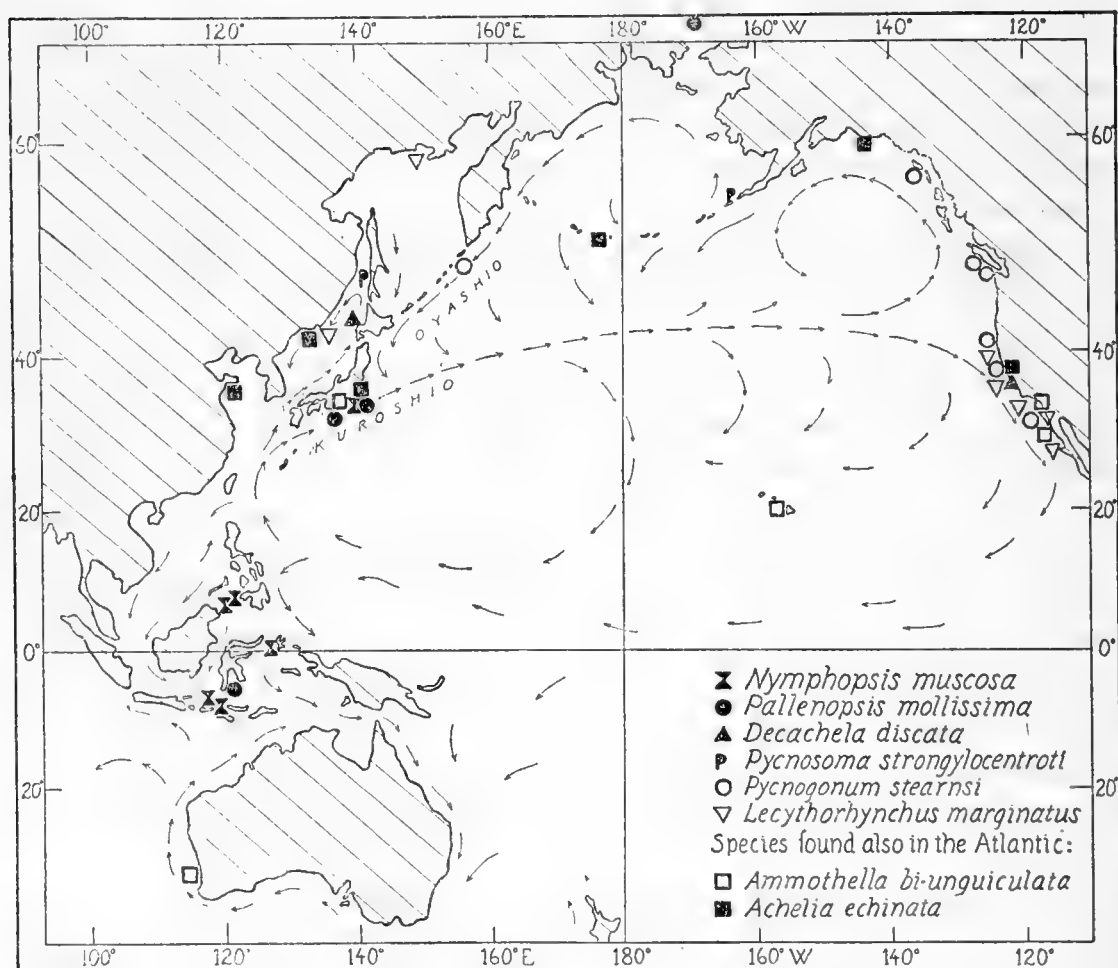 100° 120° 140° 160°E 180° 160°W 140° 120°
60° 60°
OYASHIO
40° 40°
KUROSHIO
20° 20°
0° 0°
Nymphopsis muscosa
Pallenopsis mollissima
Decachela discata
Pycnosoma strongylocentroti
Pycnogonum stearnsi
Lecythorhynchus marginatus
20° 20°
Species found also in the Atlantic:
Ammothella bi-unguiculata
Achelia echinata
100° 120° 140° 160° 180° 160° 140° 120°